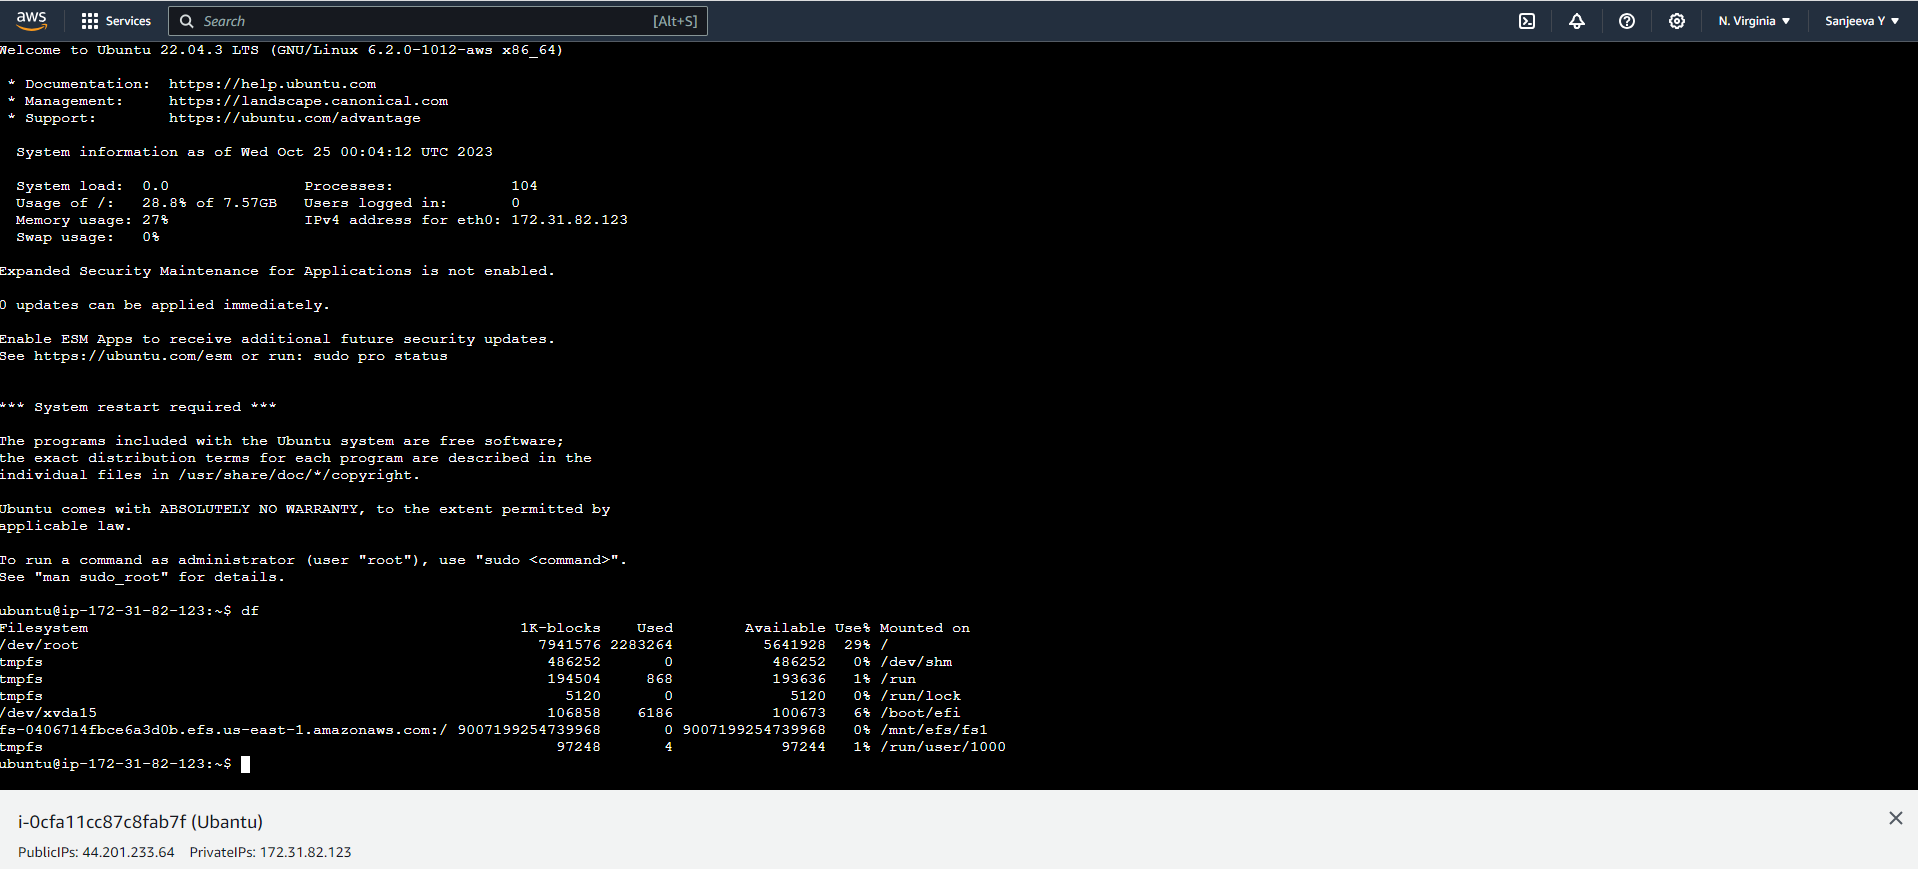 aws Services Search [Alt+S] N. Virginia Sanjeeva Y
Welcome to Ubuntu 22.04.3 LTS (GNU/Linux 6.2.0-1012-aws x86_64)
* Documentation: https://help.ubuntu.com
* Management: https://landscape.canonical.com
* Support: https://ubuntu.com/advantage
System information as of Wed Oct 25 00:04:12 UTC 2023
System load: 0.0 Processes: 104
Usage of /: 28.8% of 7.57GB Users logged in: 0
Memory usage: 27% IPv4 address for eth0: 172.31.82.123
Swap usage: 0%
Expanded Security Maintenance for Applications is not enabled.
0 updates can be applied immediately.
Enable ESM Apps to receive additional future security updates.
See https://ubuntu.com/esm or run: sudo pro status
*** System restart required ***
The programs included with the Ubuntu system are free software;
the exact distribution terms for each program are described in the
individual files in /usr/share/doc/*/copyright.
Ubuntu comes with ABSOLUTELY NO WARRANTY, to the extent permitted by
applicable law.
To run a command as administrator (user "root"), use "sudo <command>".
See "man sudo_root" for details.
ubuntu@ip-172-31-82-123:~$ df
Filesystem 1K-blocks Used Available Use% Mounted on
/dev/root 7941576 2283264 5641928 29% /
tmpfs 486252 0 486252 0% /dev/shm
tmpfs 194504 868 193636 1% /run
tmpfs 5120 0 5120 0% /run/lock
/dev/xvda15 106858 6186 100673 6% /boot/efi
fs-0406714fbce6a3d0b.efs.us-east-1.amazonaws.com:/ 9007199254739968 0 9007199254739968 0% /mnt/efs/fs1
tmpfs 97248 4 97244 1% /run/user/1000
ubuntu@ip-172-31-82-123:~$
i-0cfa11cc87c8fab7f (Ubantu)
PublicIPs: 44.201.233.64 PrivateIPs: 172.31.82.123